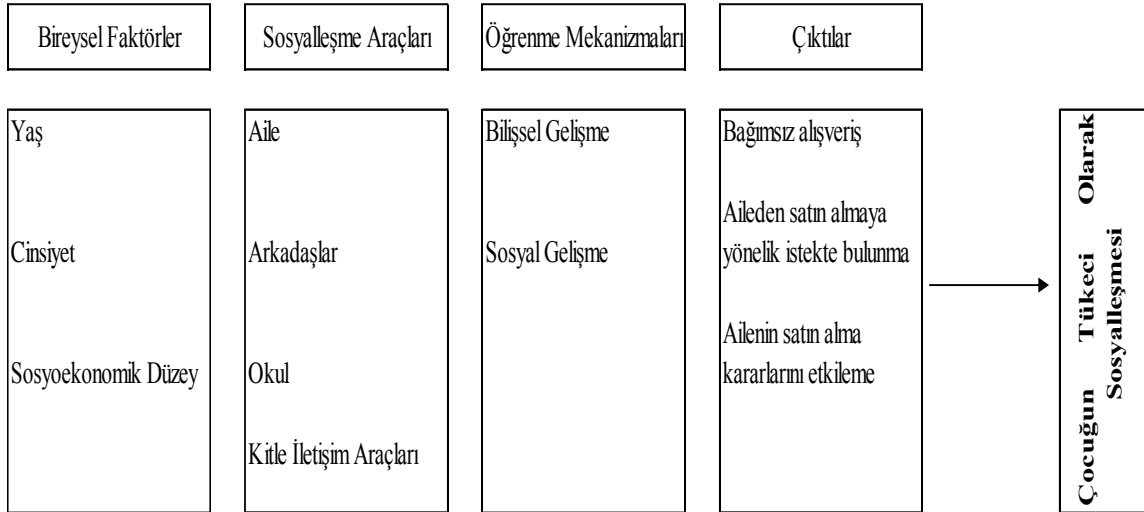 Bireysel Faktörler
Sosyalleşme Araçları
Öğrenme Mekanizmaları
Çıktılar
Yaş
Cinsiyet
Sosyoekonomik Düzey
Aile
Arkadaşlar
Okul
Kitle İletişim Araçları
Bilişsel Gelişme
Sosyal Gelişme
Bağımsız alışveriş
Aileden satın almaya
yönelik istekte bulunma
Ailenin satın alma
kararlarını etkileme
Çocuğun Tükeci Olarak
Sosyalleşmesi